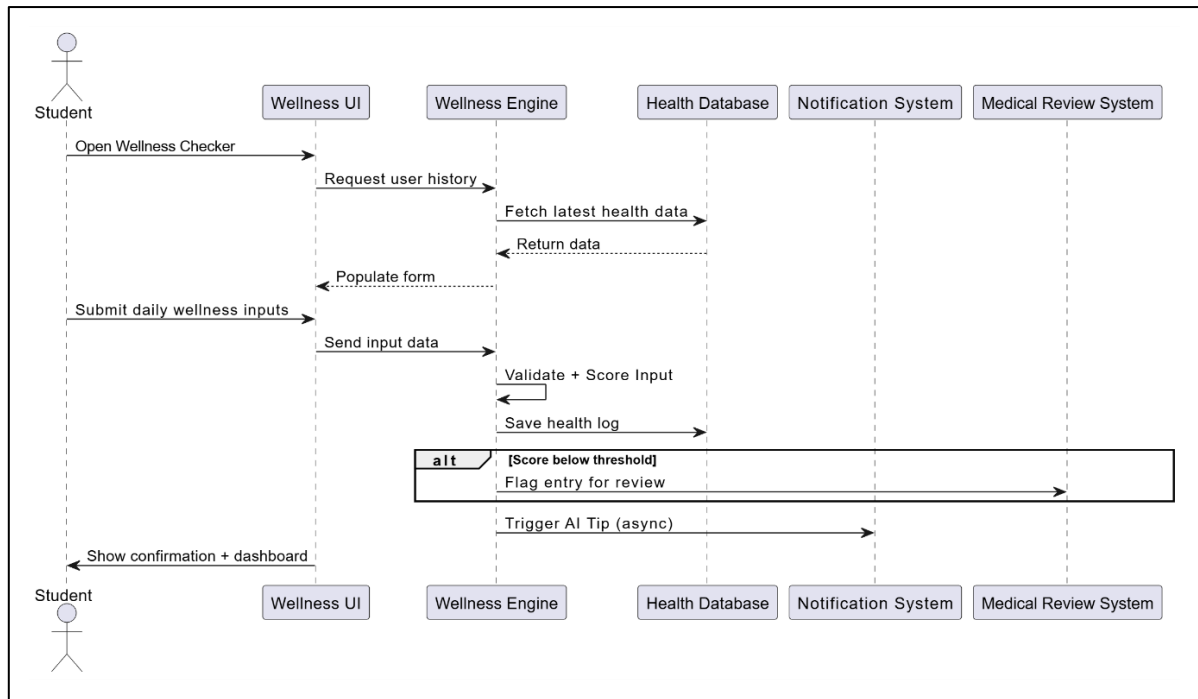 Student
Wellness UI
Wellness Engine
Health Database
Notification System
Medical Review System
Open Wellness Checker
Request user history
Fetch latest health data
Return data
Populate form
Submit daily wellness inputs
Send input data
Validate + Score Input
Save health log
alt
[Score below threshold]
Flag entry for review
Trigger AI Tip (async)
Show confirmation + dashboard
Student
Wellness UI
Wellness Engine
Health Database
Notification System
Medical Review System